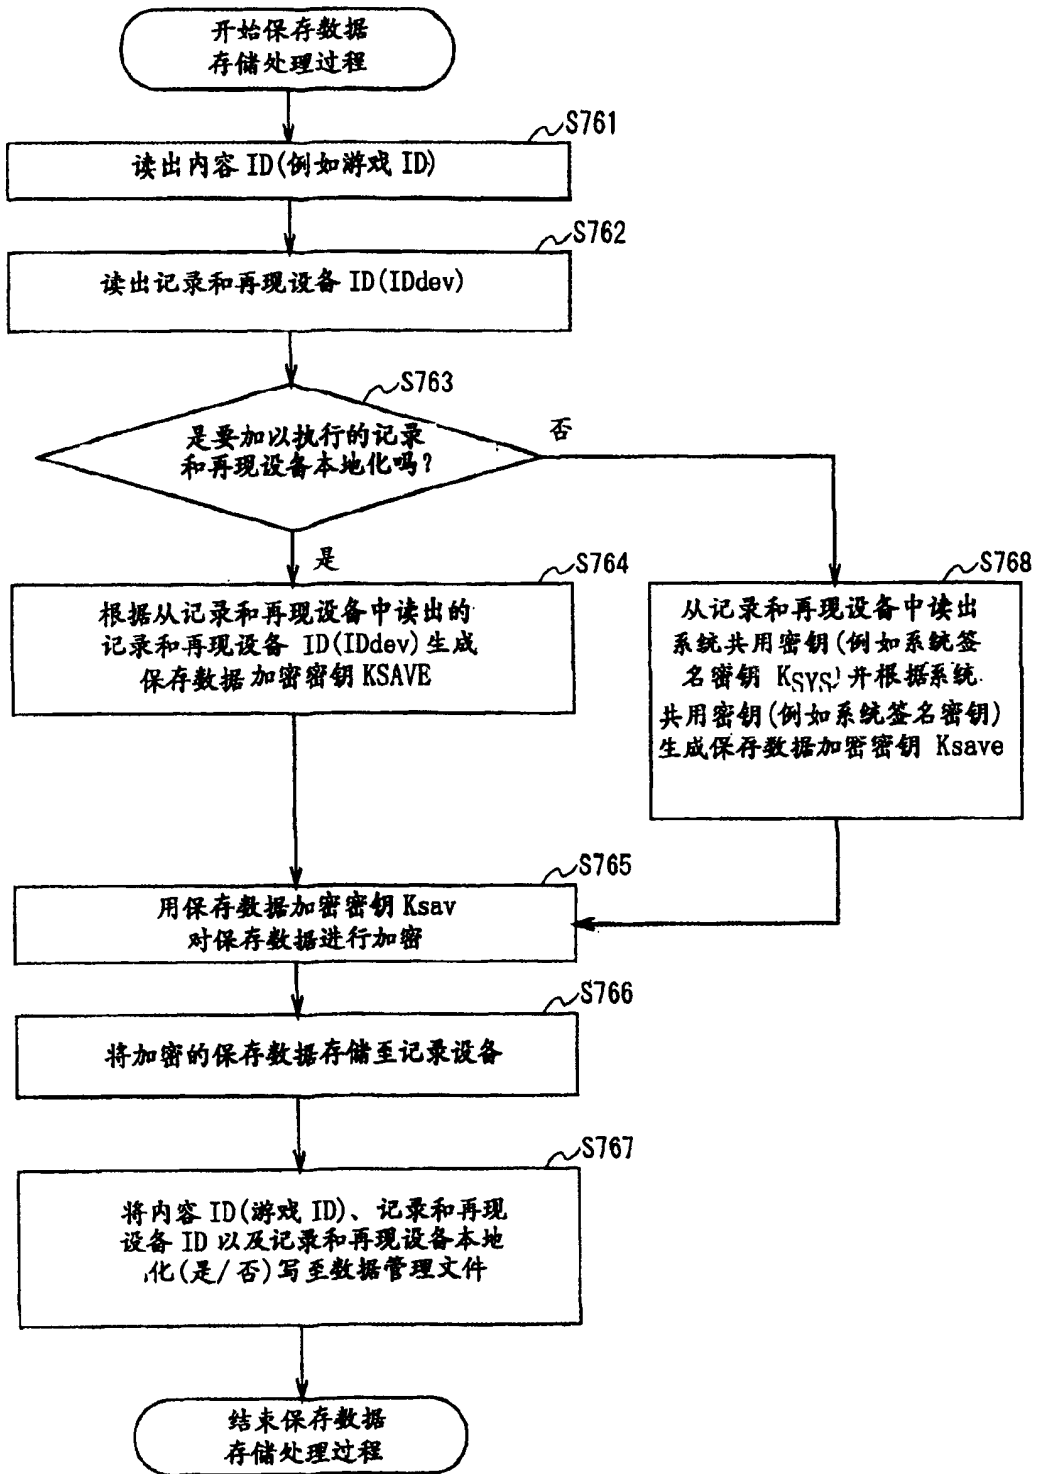 开始保存数据
存储处理过程
S761
读出内容 ID(例如游戏 ID)
S762
读出记录和再现设备 ID(IDdev)
S763
是要加以执行的记录
和再现设备本地化吗?
否
是
S764
根据从记录和再现设备中读出的
记录和再现设备 ID(IDdev)生成
保存数据加密密钥KSAVE
S768
从记录和再现设备中读出
系统共用密钥(例如系统签
名密钥 KSYS)并根据系统
共用密钥(例如系统签名密钥)
生成保存数据加密密钥 Ksave
S765
用保存数据加密密钥 Ksav
对保存数据进行加密
S766
将加密的保存数据存储至记录设备
S767
将内容 ID(游戏 ID)、记录和再现
设备 ID 以及记录和再现设备本地
化(是/否)写至数据管理文件
结束保存数据
存储处理过程